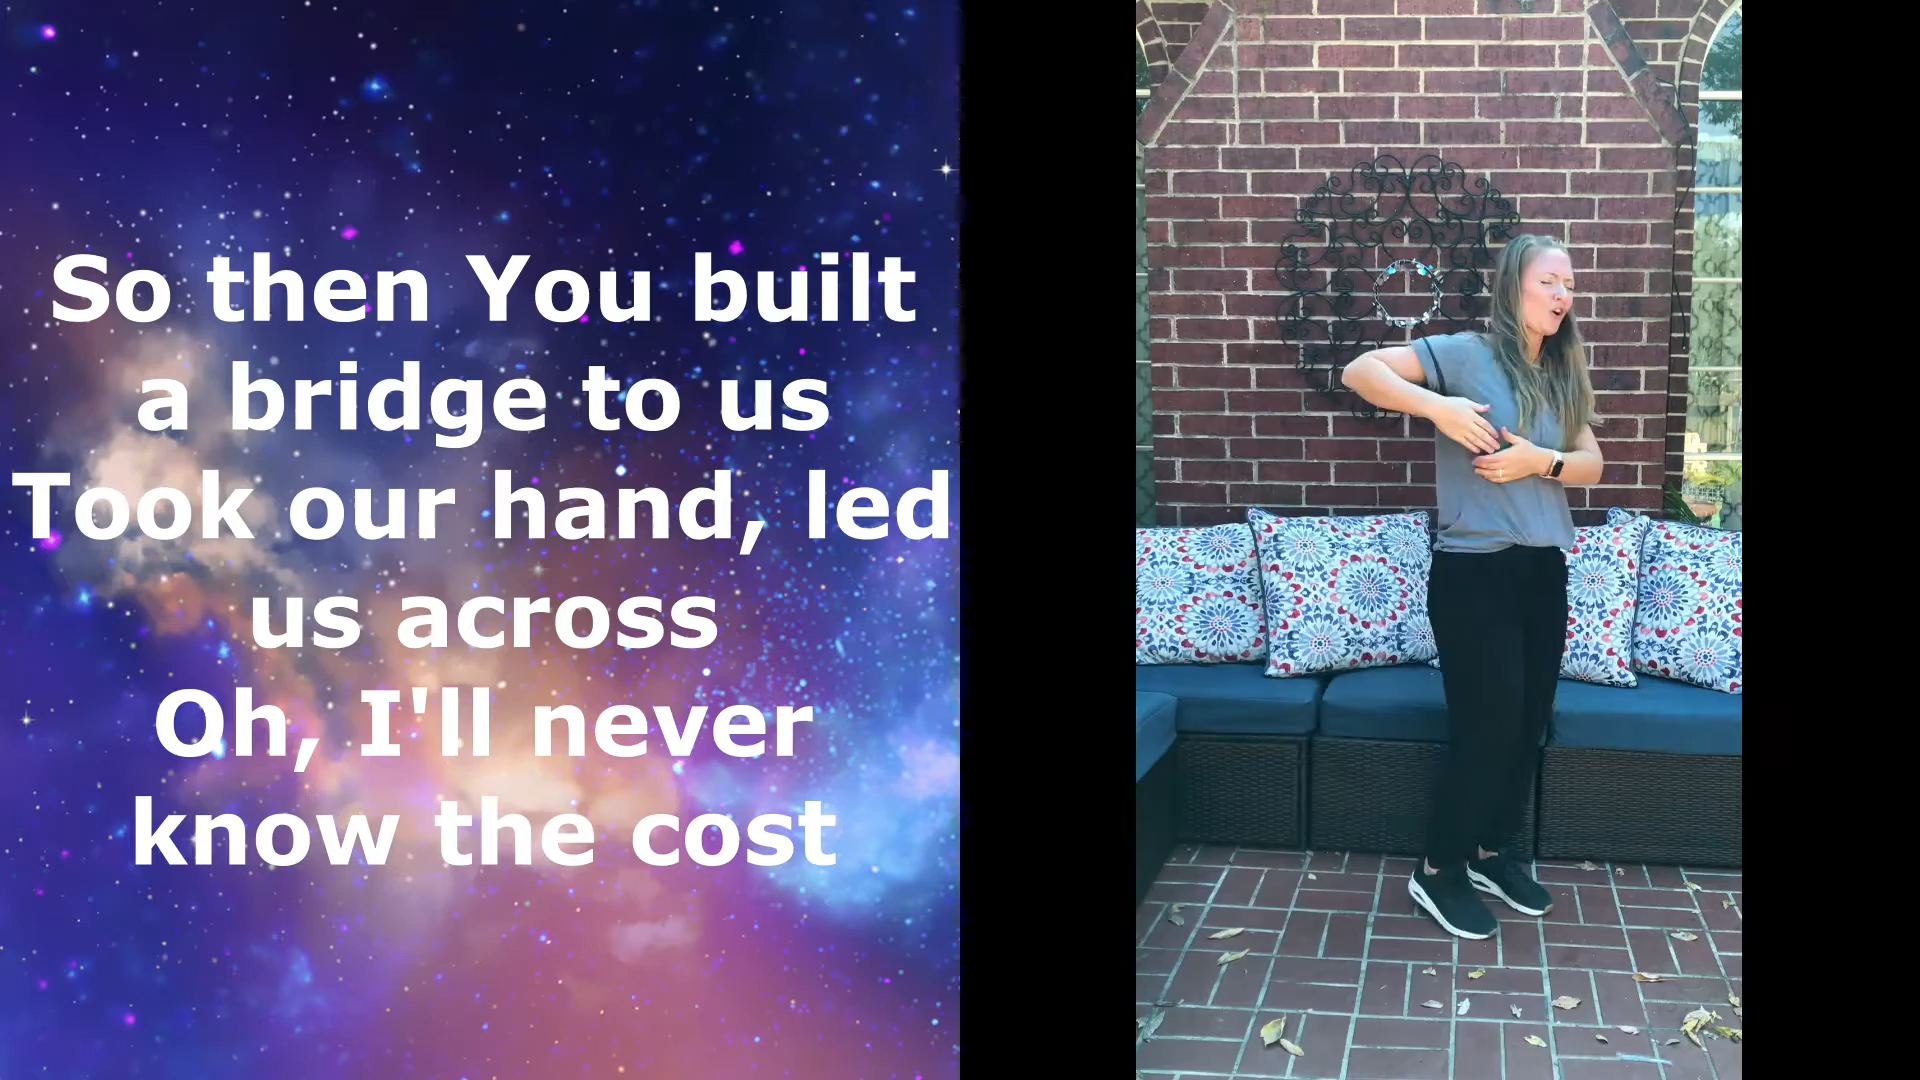 So then You built
a bridge to us
Took our hand, led
us across
Oh, I'll never
know the cost